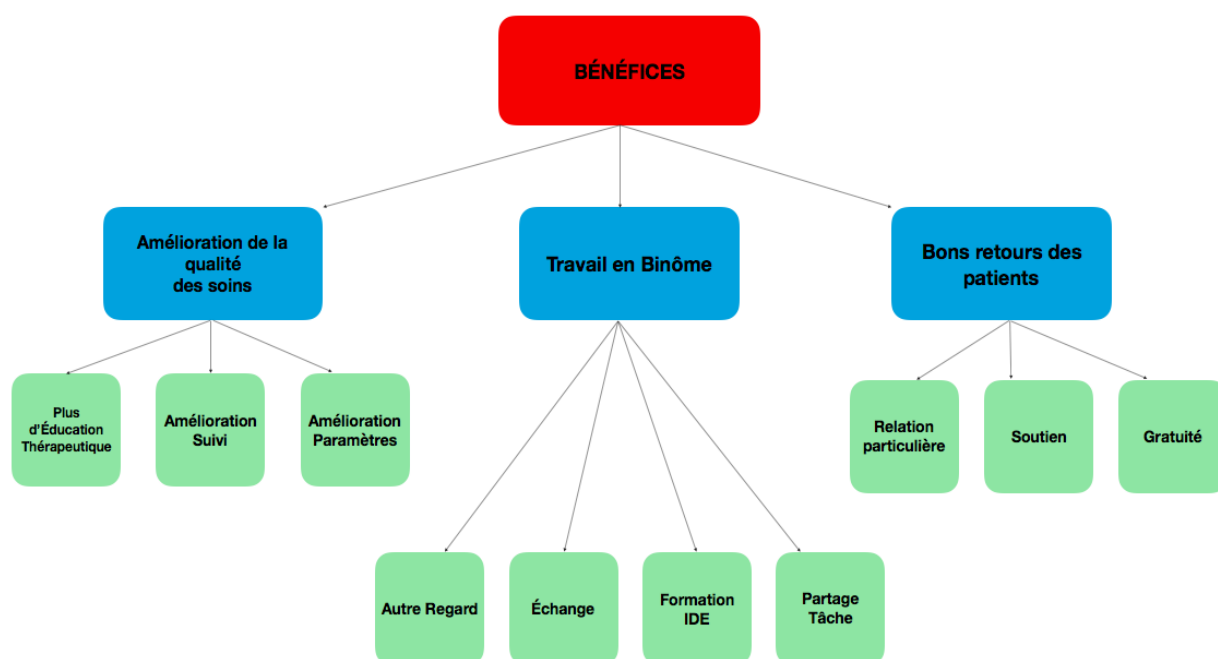 BÉNÉFICES
Amélioration de la
qualité
des soins
Travail en Binôme
Bons retours des
patients
Plus
d'Éducation
Thérapeutique
Amélioration
Suivi
Amélioration
Paramètres
Relation
particulière
Soutien
Gratuité
Autre Regard
Échange
Formation
IDE
Partage
Tâche